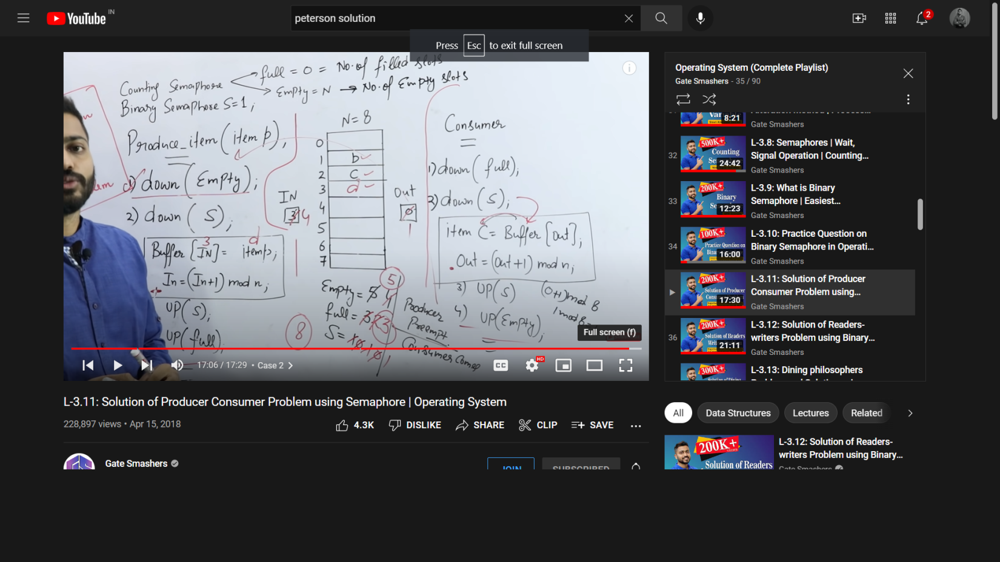 YouTube IN
peterson solution
2
Press Esc to exit full screen
Counting Semaphore
full = 0 = No. of filled slots
Empty = N → No. of Empty slots
Binary Semaphore S=1;
Produce_item(item p);
1) down(Empty);
2) down(S);
Buffer[IN] = itemp;
3
d
In = (In+1) mod n;
UP(S);
UP(full);
IN
3 4
N=8
0
1 b
2 c
3 d
4
5
6
7
Out
0
1
Empty = 5 4 5
full = 3
S=
8
Producer
Preempt
Consumer Comes
Consumer
1) down(full);
2) down(S);
item C = Buffer[out];
Out = (Out+1) mod n;
3) UP(S)
4) UP(Empty);
(0+1) mod 8
1 mod 8
Full screen (f)
17:06 / 17:29 • Case 2
CC
HD
L-3.11: Solution of Producer Consumer Problem using Semaphore | Operating System
228,897 views • Apr 15, 2018
4.3K DISLIKE SHARE CLIP SAVE
Gate Smashers
JOIN
SUBSCRIBED
Operating System (Complete Playlist)
Gate Smashers - 35 / 90
8:21
Gate Smashers
32
500K+
Counting
24:42
L-3.8: Semaphores | Wait,
Signal Operation | Counting...
Gate Smashers
33
200K+
Binary
12:23
L-3.9: What is Binary
Semaphore | Easiest...
Gate Smashers
34
100K+
Practice Question on
16:00
L-3.10: Practice Question on
Binary Semaphore in Operati...
Gate Smashers
200K+
Solution of Producer
17:30
L-3.11: Solution of Producer
Consumer Problem using...
Gate Smashers
36
200K+
Solution of Readers
21:11
L-3.12: Solution of Readers-
writers Problem using Binary...
Gate Smashers
300K+
L-3.13: Dining philosophers
All Data Structures Lectures Related
200K+
Solution of Readers
L-3.12: Solution of Readers-
writers Problem using Binary...
Gate Smashers